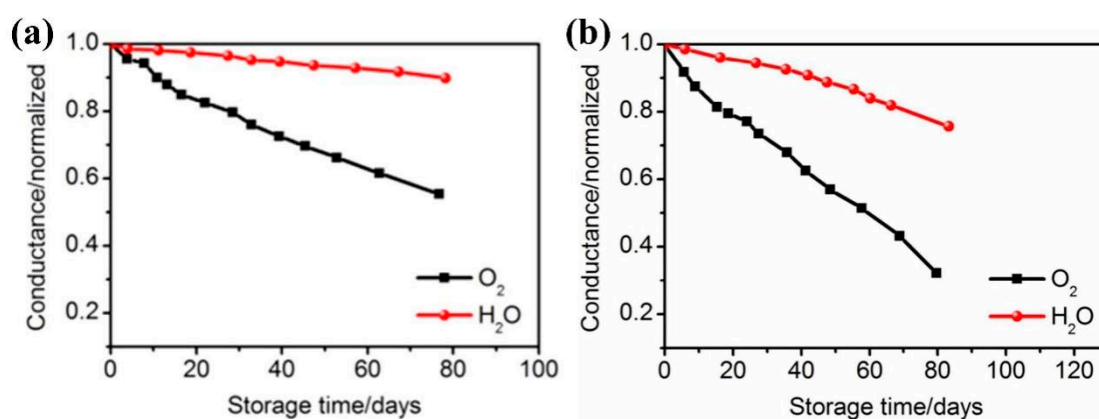 (a)
1.0
0.8
0.6
0.4
0.2
Conductance/normalized
O₂
H₂O
0 20 40 60 80 100
Storage time/days
(b)
1.0
0.8
0.6
0.4
0.2
Conductance/normalized
O₂
H₂O
0 20 40 60 80 100 120
Storage time/days